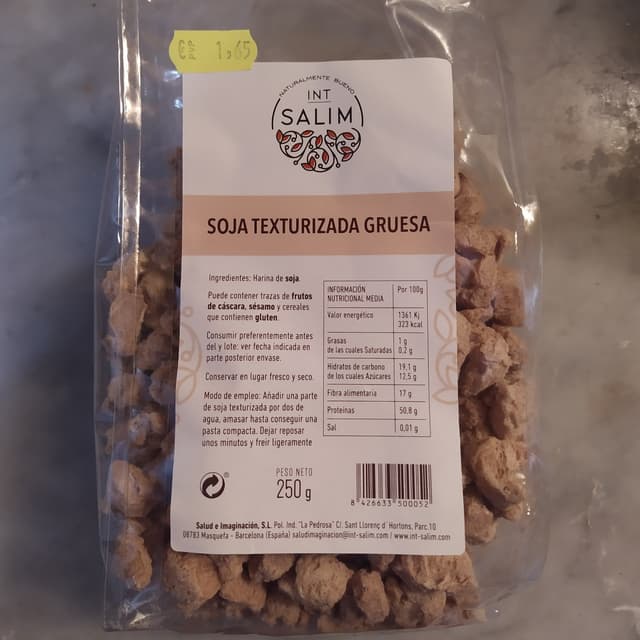 PVP 1,65
NATURALMENTE BUENO
INT
SALIM
SOJA TEXTURIZADA GRUESA
Ingredientes: Harina de soja.
Puede contener trazas de frutos
de cáscara, sésamo y cereales
que contienen gluten.
Consumir preferentemente antes
del y lote: ver fecha indicada en
parte posterior envase.
Conservar en lugar fresco y seco.
Modo de empleo: Añadir una parte
de soja texturizada por dos de
agua, amasar hasta conseguir una
pasta compacta. Dejar reposar
unos minutos y freir ligeramente
INFORMACIÓN
NUTRICIONAL MEDIA
Por 100g
Valor energético 1361 Kj
323 kcal
Grasas 1 g
de las cuales Saturadas 0,2 g
Hidratos de carbono 19,1 g
de los cuales Azúcares 12,5 g
Fibra alimentaria 17 g
Proteinas 50,8 g
Sal 0,01 g
PESO NETO
250 g
8 426633 500052
Salud e Imaginación, S.L. Pol. Ind. "La Pedrosa" C/. Sant Llorenç d' Hortons, Parc.10
08783 Masquefa - Barcelona (España) saludimaginacion@int-salim.com / www.int-salim.com